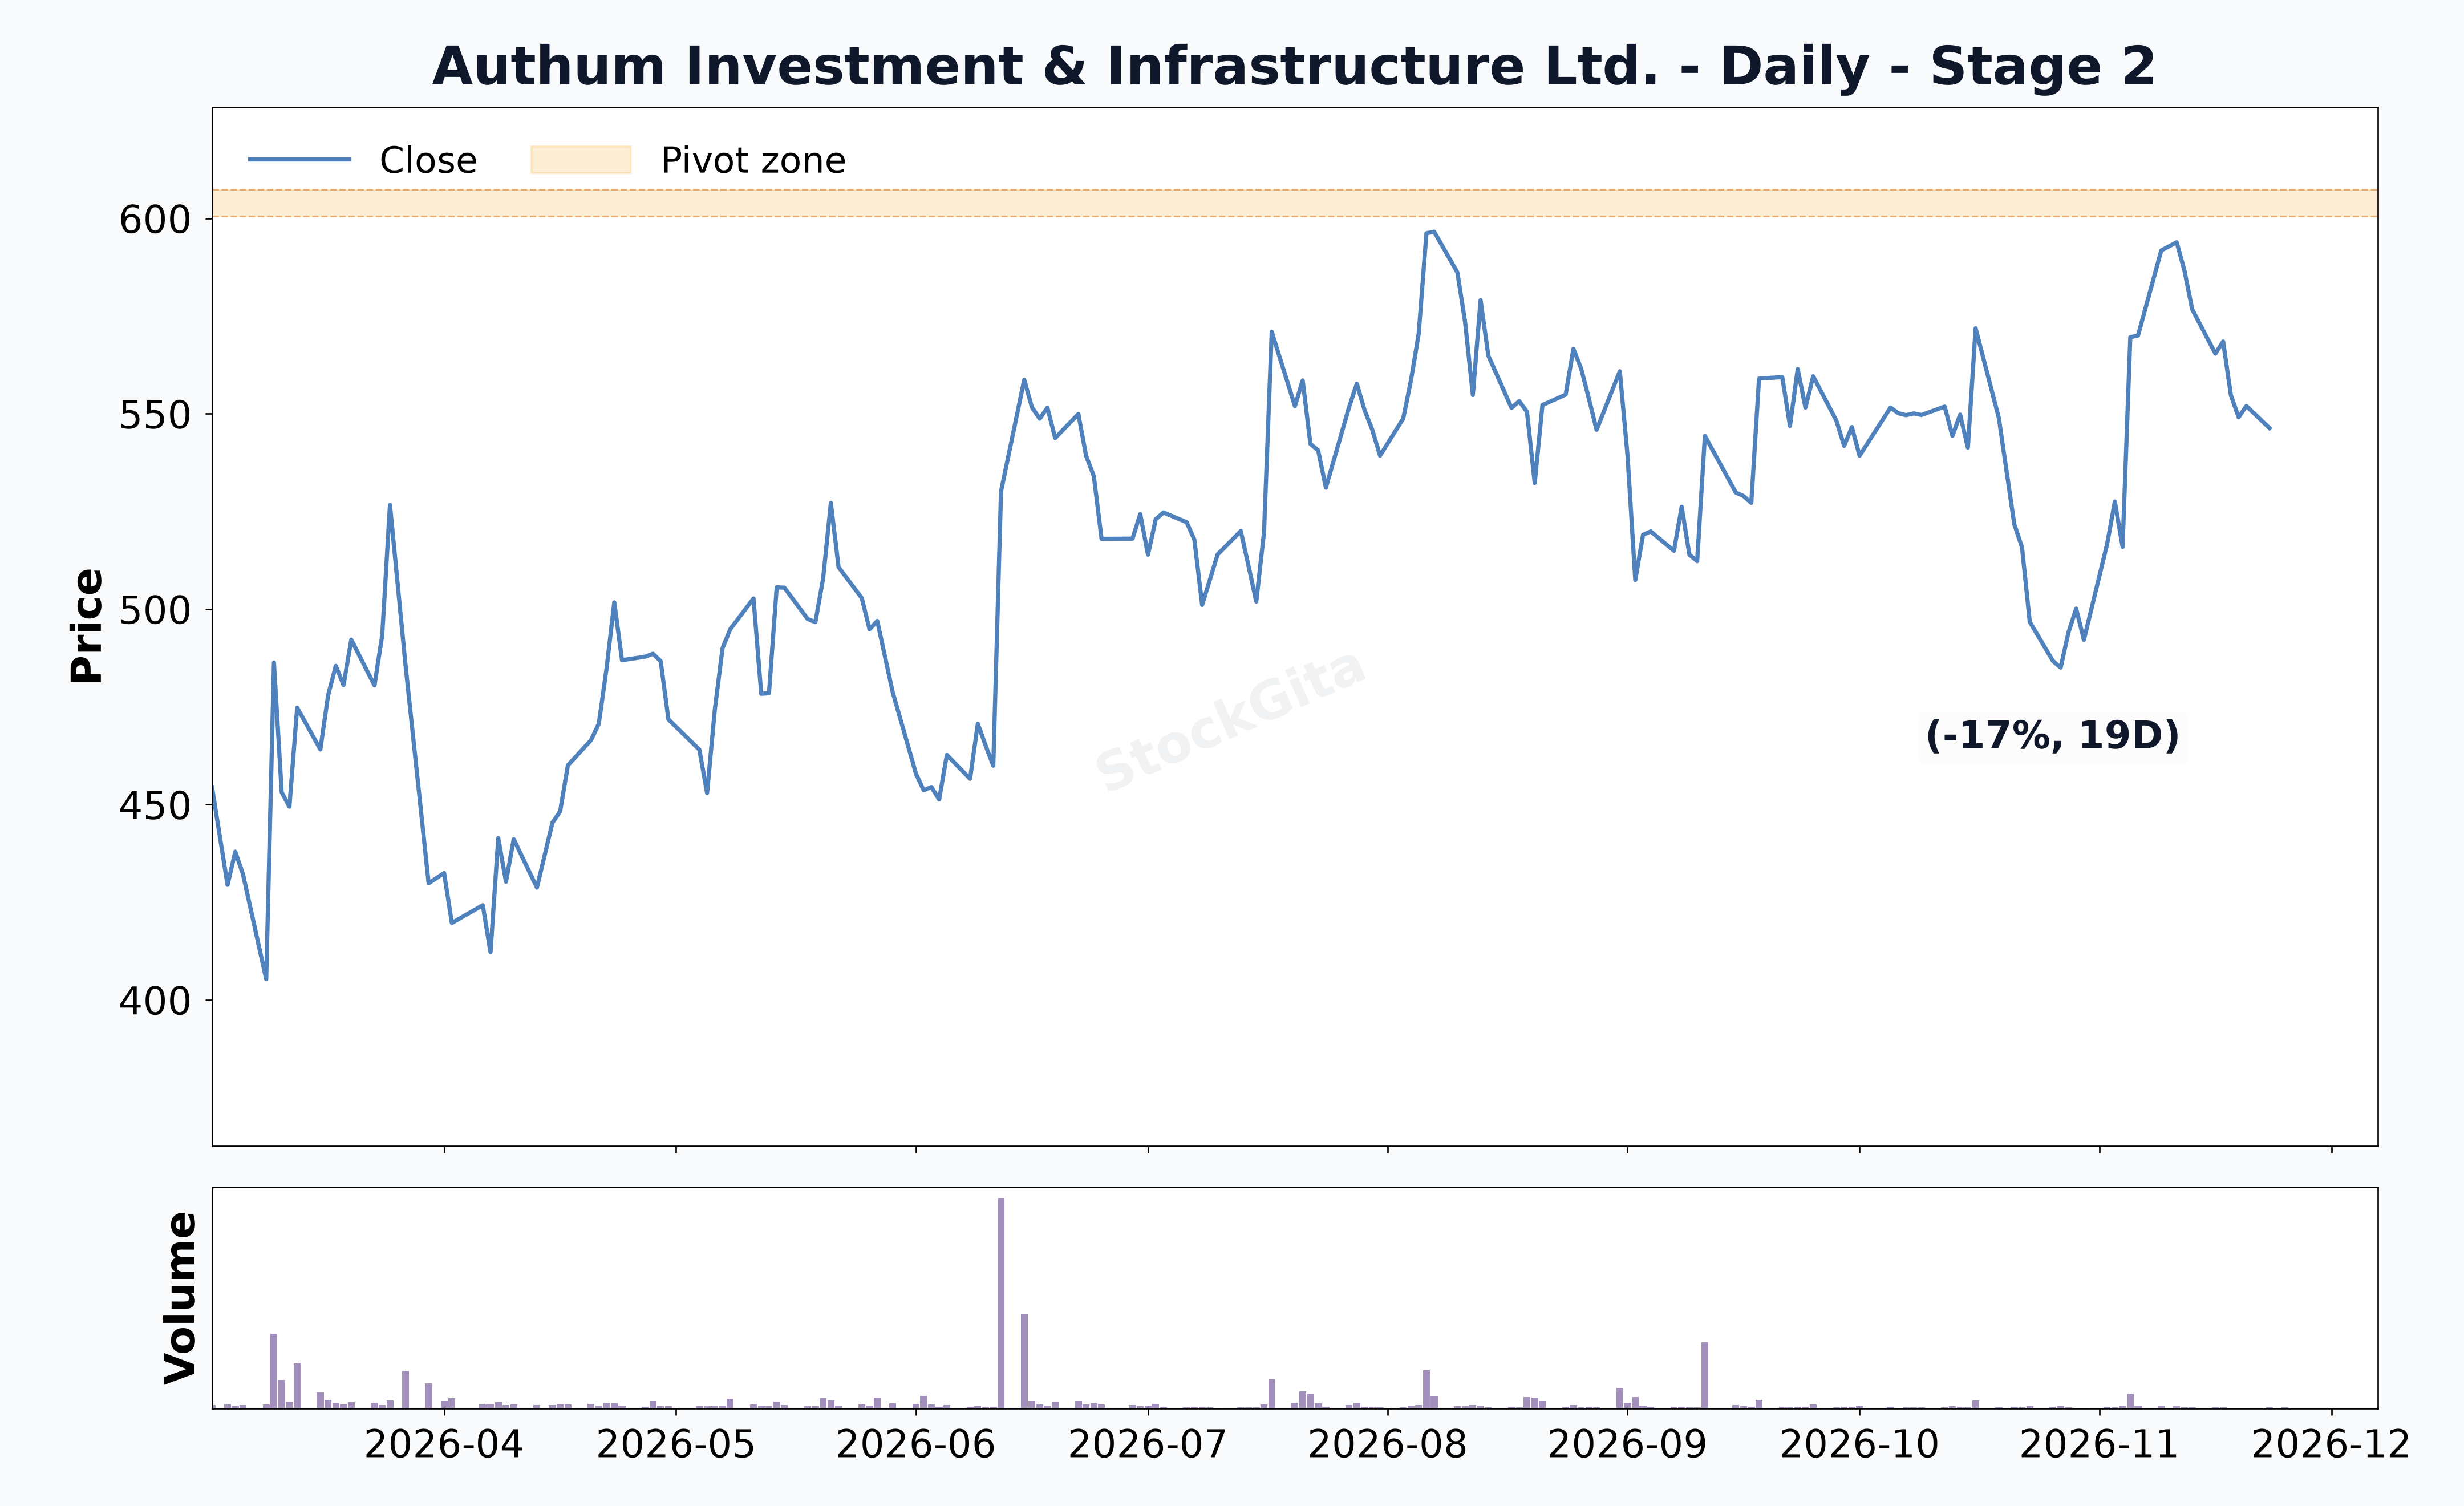 Authum Investment & Infrastructure Ltd. - Daily - Stage 2
Close
Pivot zone
600
550
500
450
400
Price
StockGita
(-17%, 19D)
Volume
2026-04
2026-05
2026-06
2026-07
2026-08
2026-09
2026-10
2026-11
2026-12